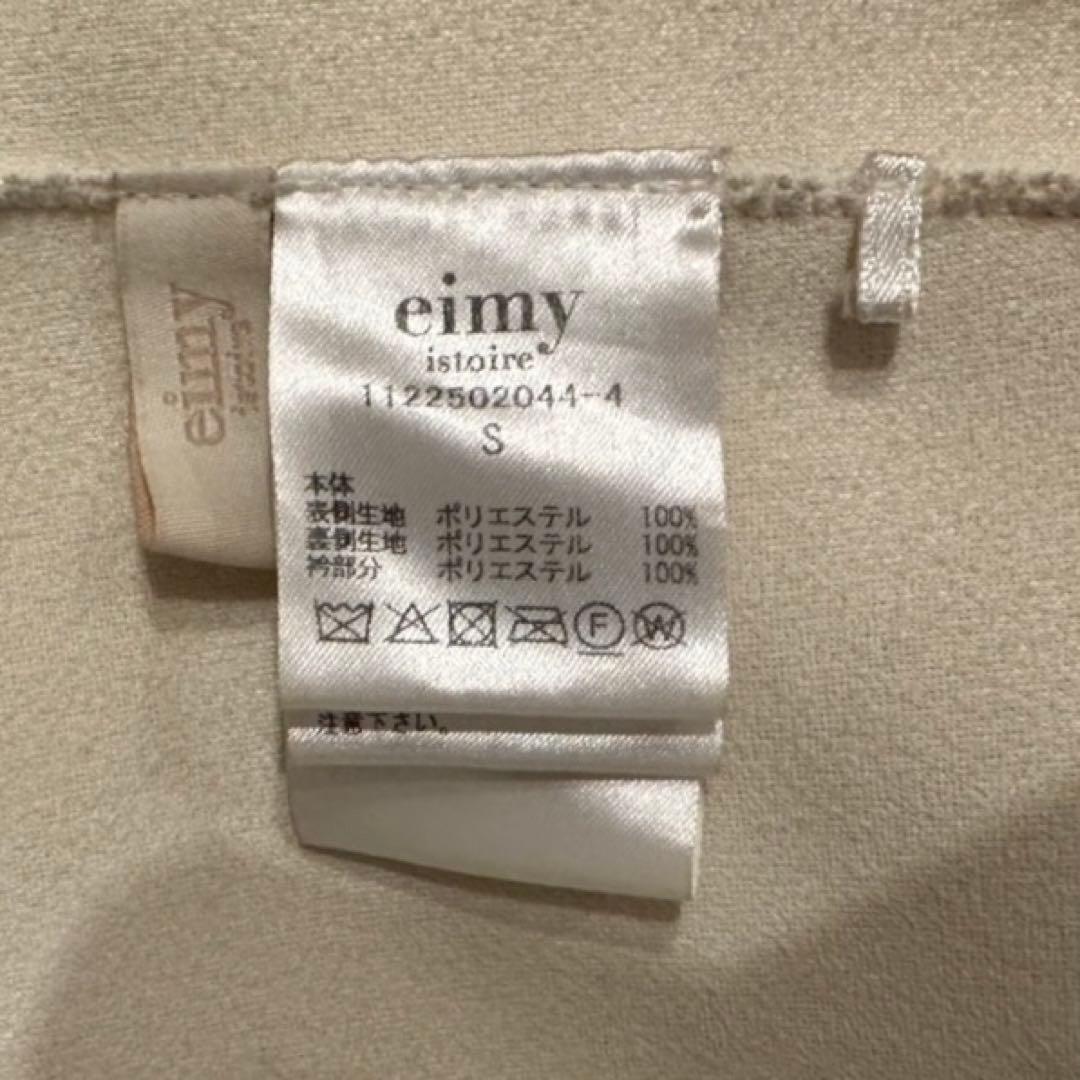 eimy
istoire
eimy
istoire
1122502044-4
S
本体
表側生地 ポリエステル 100%
裏側生地 ポリエステル 100%
衿部分 ポリエステル 100%
F W
注意下さい。